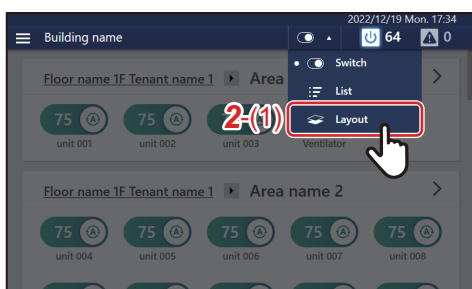 2022/12/19 Mon. 17:34
Building name
64
0
Switch
List
Layout
2-(1)
Floor name 1F Tenant name 1
Area
75
75
unit 001
unit 002
unit 003
Ventilator
Floor name 1F Tenant name 1
Area name 2
75
75
75
75
75
unit 004
unit 005
unit 006
unit 007
unit 008